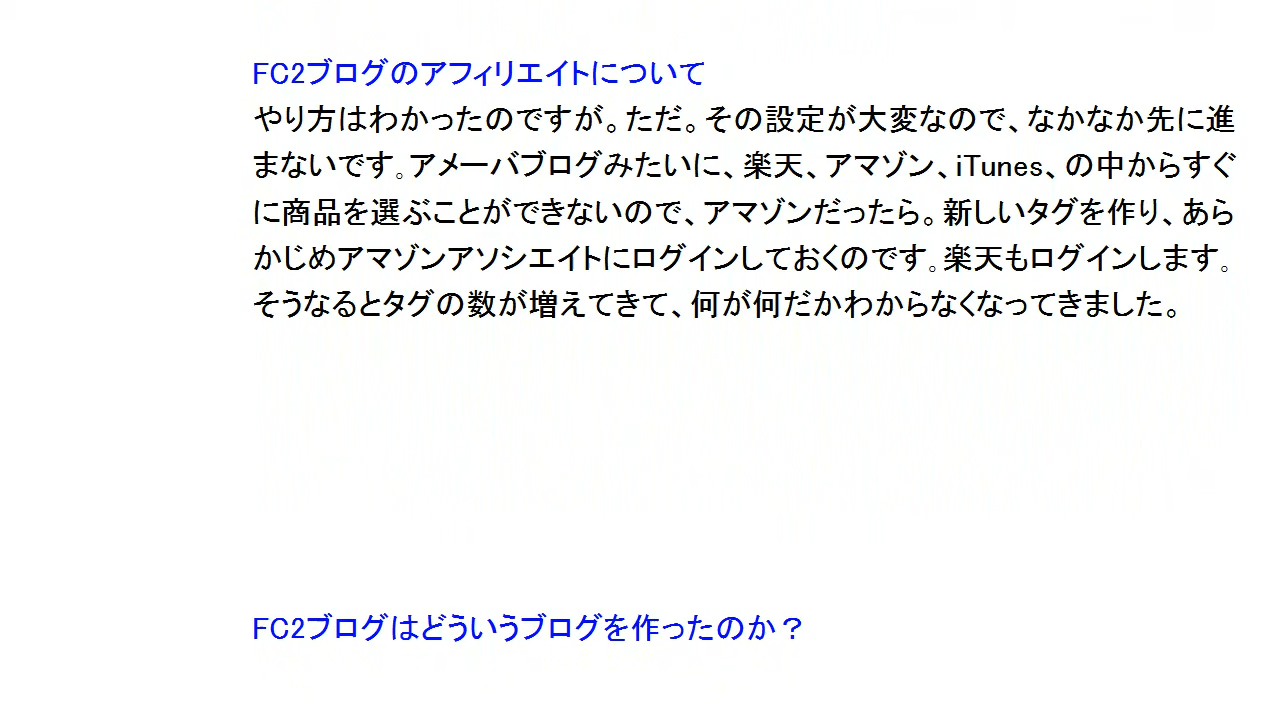 FC2ブログのアフィリエイトについて
やり方はわかったのですが。ただ。その設定が大変なので、なかなか先に進
まないです。アメーバブログみたいに、楽天、アマゾン、iTunes、の中からすぐ
に商品を選ぶことができないので、アマゾンだったら。新しいタグを作り、あら
かじめアマゾンアソシエイトにログインしておくのです。楽天もログインします。
そうなるとタグの数が増えてきて、何が何だかわからなくなってきました。
FC2ブログはどういうブログを作ったのか？